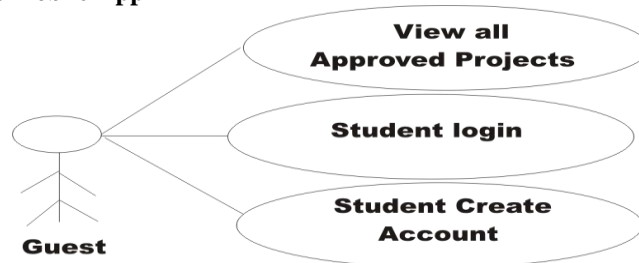 View all
Approved Projects
Student login
Student Create
Account
Guest